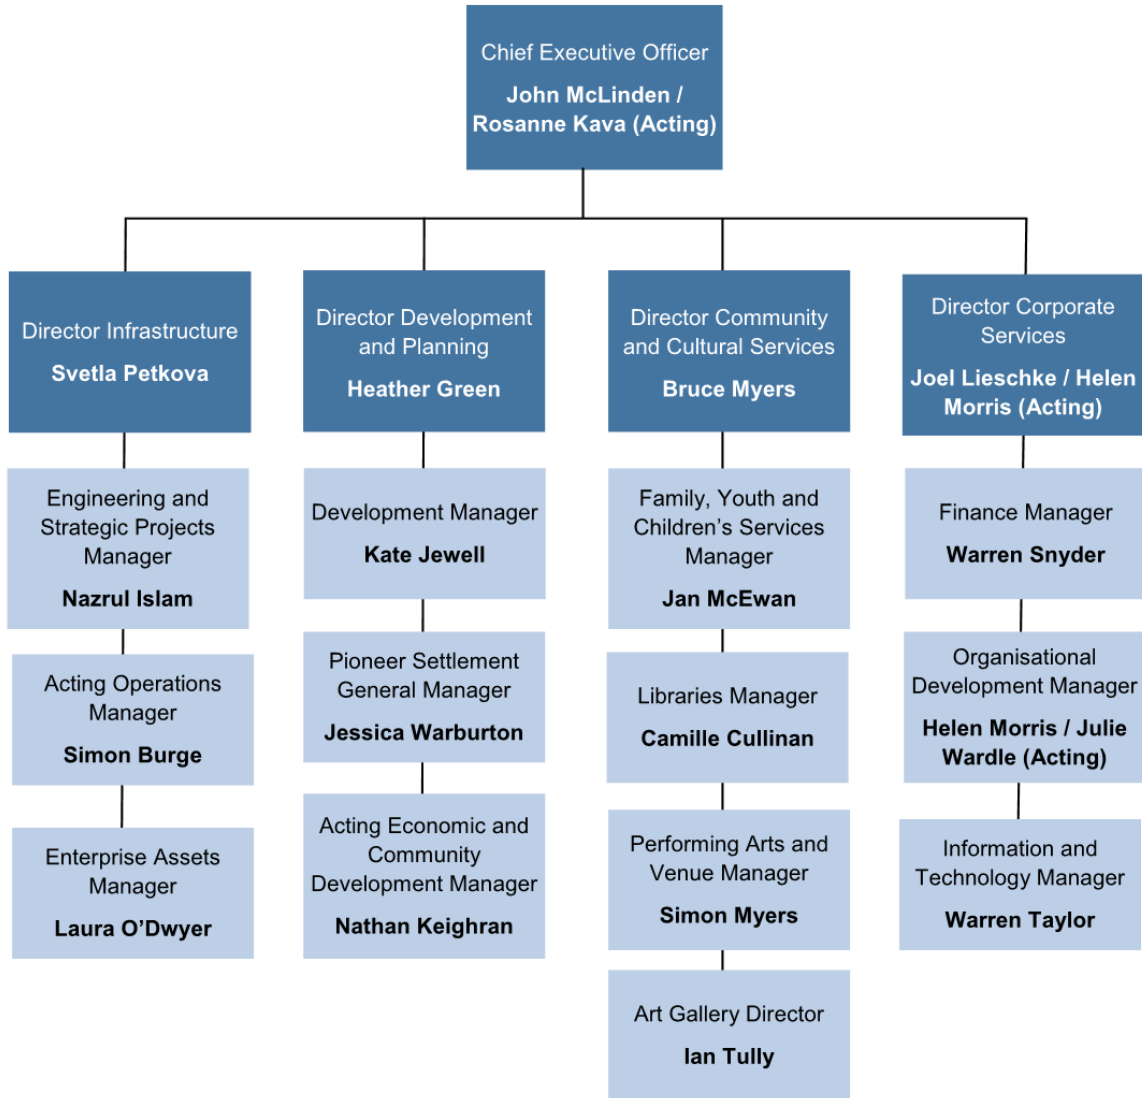 Chief Executive Officer
John McLinden /
Rosanne Kava (Acting)
Director Infrastructure
Svetla Petkova
Engineering and
Strategic Projects
Manager
Nazrul Islam
Acting Operations
Manager
Simon Burge
Enterprise Assets
Manager
Laura O’Dwyer
Director Development
and Planning
Heather Green
Development Manager
Kate Jewell
Pioneer Settlement
General Manager
Jessica Warburton
Acting Economic and
Community
Development Manager
Nathan Keighran
Director Community
and Cultural Services
Bruce Myers
Family, Youth and
Children’s Services
Manager
Jan McEwan
Libraries Manager
Camille Cullinan
Performing Arts and
Venue Manager
Simon Myers
Art Gallery Director
Ian Tully
Director Corporate
Services
Joel Lieschke / Helen
Morris (Acting)
Finance Manager
Warren Snyder
Organisational
Development Manager
Helen Morris / Julie
Wardle (Acting)
Information and
Technology Manager
Warren Taylor